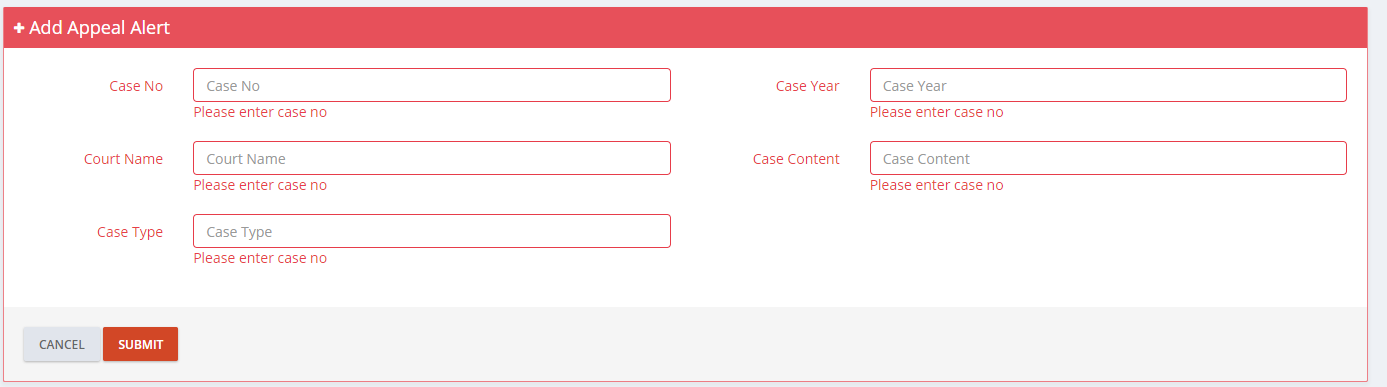 + Add Appeal Alert
Case No Case No Case Year Case Year
Please enter case no Please enter case no
Court Name Court Name Case Content Case Content
Please enter case no Please enter case no
Case Type Case Type
Please enter case no
CANCEL SUBMIT